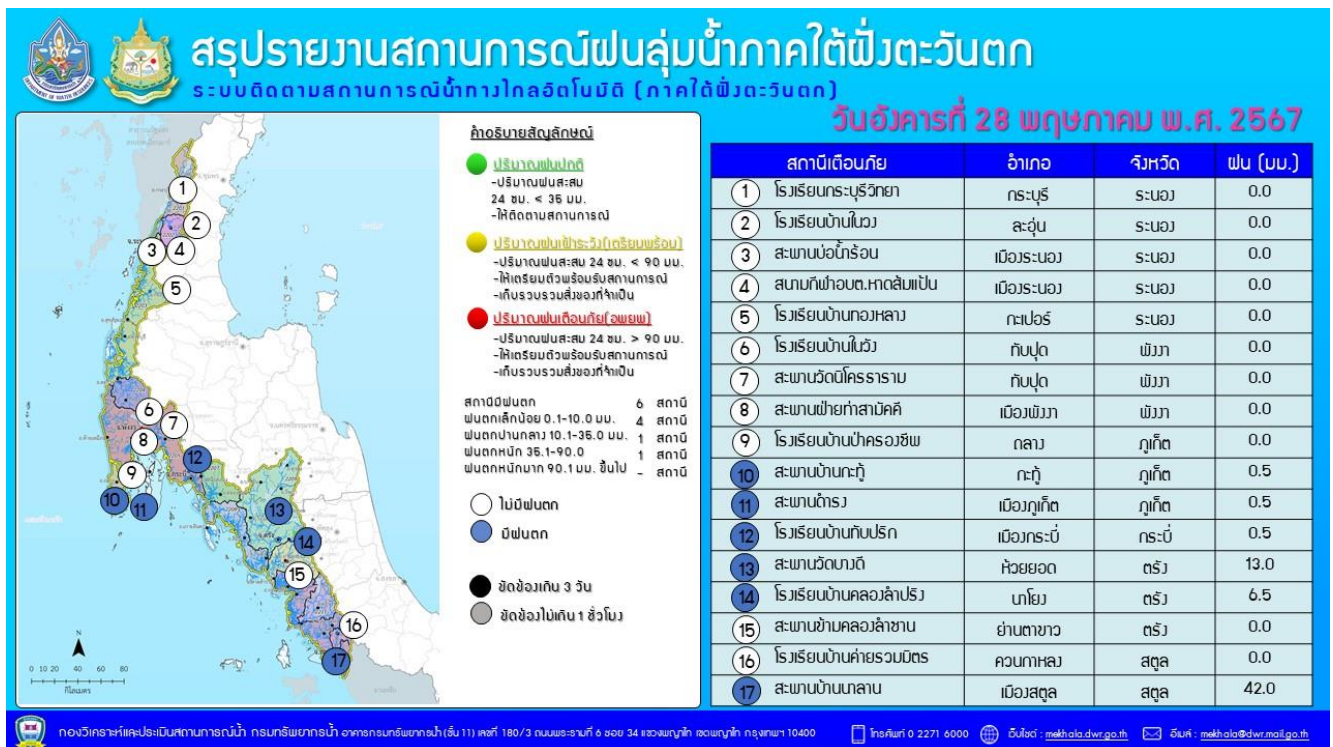 สรุปรายงานสถานการณ์ฝนลุ่มน้ำภาคใต้ฝั่งตะวันตก
ระบบติดตามสถานการณ์น้ำทางไกลอัตโนมัติ (ภาคใต้ฝั่งตะวันตก)
วันอังคารที่ 28 พฤษภาคม พ.ศ. 2567
คำอธิบายสัญลักษณ์
ปริมาณฝนปกติ
-ปริมาณฝนสะสม
24 ชม. < 35 มม.
-ให้ติดตามสถานการณ์
ปริมาณฝนเฝ้าระวัง(เตรียมพร้อม)
-ปริมาณฝนสะสม 24 ชม. < 90 มม.
-ให้เตรียมตัวพร้อมรับสถานการณ์
-เก็บรวบรวมสิ่งของที่จำเป็น
ปริมาณฝนเตือนภัย(อพยพ)
-ปริมาณฝนสะสม 24 ชม. > 90 มม.
-ให้เตรียมตัวพร้อมรับสถานการณ์
-เก็บรวบรวมสิ่งของที่จำเป็น
สถานีมีฝนตก 6 สถานี
ฝนตกเล็กน้อย 0.1-10.0 มม. 4 สถานี
ฝนตกปานกลาง 10.1-35.0 มม. 1 สถานี
ฝนตกหนัก 35.1-90.0 1 สถานี
ฝนตกหนักมาก 90.1 มม. ขึ้นไป - สถานี
ไม่มีฝนตก
มีฝนตก
ขัดข้องเกิน 3 วัน
ขัดข้องไม่เกิน 1 ชั่วโมง
1
2
3 4
5
6
7
8
9
10 11
12
13
14
15
16
17
N
0 10 20 40 60 80
กิโลเมตร
สถานีเตือนภัย อำเภอ จังหวัด ฝน (มม.)
1 โรงเรียนกระบุรีวิทยา กระบุรี ระนอง 0.0
2 โรงเรียนบ้านในวง ละอุ่น ระนอง 0.0
3 สะพานบ่อน้ำร้อน เมืองระนอง ระนอง 0.0
4 สนามกีฬาอบต.หาดส้มแป้น เมืองระนอง ระนอง 0.0
5 โรงเรียนบ้านทองหลาง กะเปอร์ ระนอง 0.0
6 โรงเรียนบ้านในวัง ทับปุด พังงา 0.0
7 สะพานวัดนิโครธาราม ทับปุด พังงา 0.0
8 สะพานฝ่ายท่าสามัคคี เมืองพังงา พังงา 0.0
9 โรงเรียนบ้านป่าครองชีพ ถลาง ภูเก็ต 0.0
10 สะพานบ้านกะทู้ กะทู้ ภูเก็ต 0.5
11 สะพานดำรง เมืองภูเก็ต ภูเก็ต 0.5
12 โรงเรียนบ้านทับปริก เมืองกระบี่ กระบี่ 0.5
13 สะพานวัดบางดี ห้วยยอด ตรัง 13.0
14 โรงเรียนบ้านคลองลำปริง นาโยง ตรัง 6.5
15 สะพานข้ามคลองลำชาน ย่านตาขาว ตรัง 0.0
16 โรงเรียนบ้านค่ายรวมมิตร ควนกาหลง สตูล 0.0
17 สะพานบ้านนาลาน เมืองสตูล สตูล 42.0
กองวิเคราะห์และประเมินสถานการณ์น้ำ กรมทรัพยากรน้ำ อาคารกรมทรัพยากรน้ำ (ชั้น 11) เลขที่ 180/3 ถนนพระรามที่ 6 ซอย 34 แขวงพญาไท เขตพญาไท กรุงเทพฯ 10400 โทรศัพท์ 0 2271 6000 เว็บไซต์ : mekhala.dwr.go.th อีเมล์ : mekhala@dwr.mail.go.th